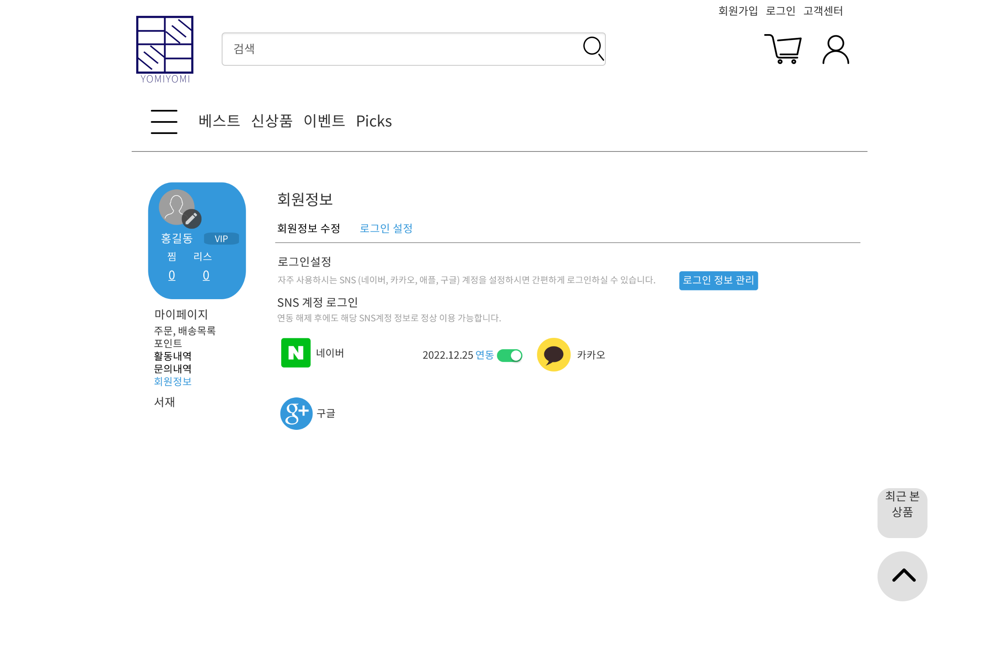 회원가입 로그인 고객센터
검색
YOMIYOMI
베스트 신상품 이벤트 Picks
회원정보
회원정보 수정 로그인 설정
홍길동 VIP
찜 리스
0 0
로그인설정
자주 사용하시는 SNS (네이버, 카카오, 애플, 구글) 계정을 설정하시면 간편하게 로그인하실 수 있습니다.
로그인 정보 관리
SNS 계정 로그인
연동 해제 후에도 해당 SNS계정 정보로 정상 이용 가능합니다.
마이페이지
주문, 배송목록
포인트
활동내역
문의내역
회원정보
서재
네이버 2022.12.25 연동
카카오
구글
최근 본
상품